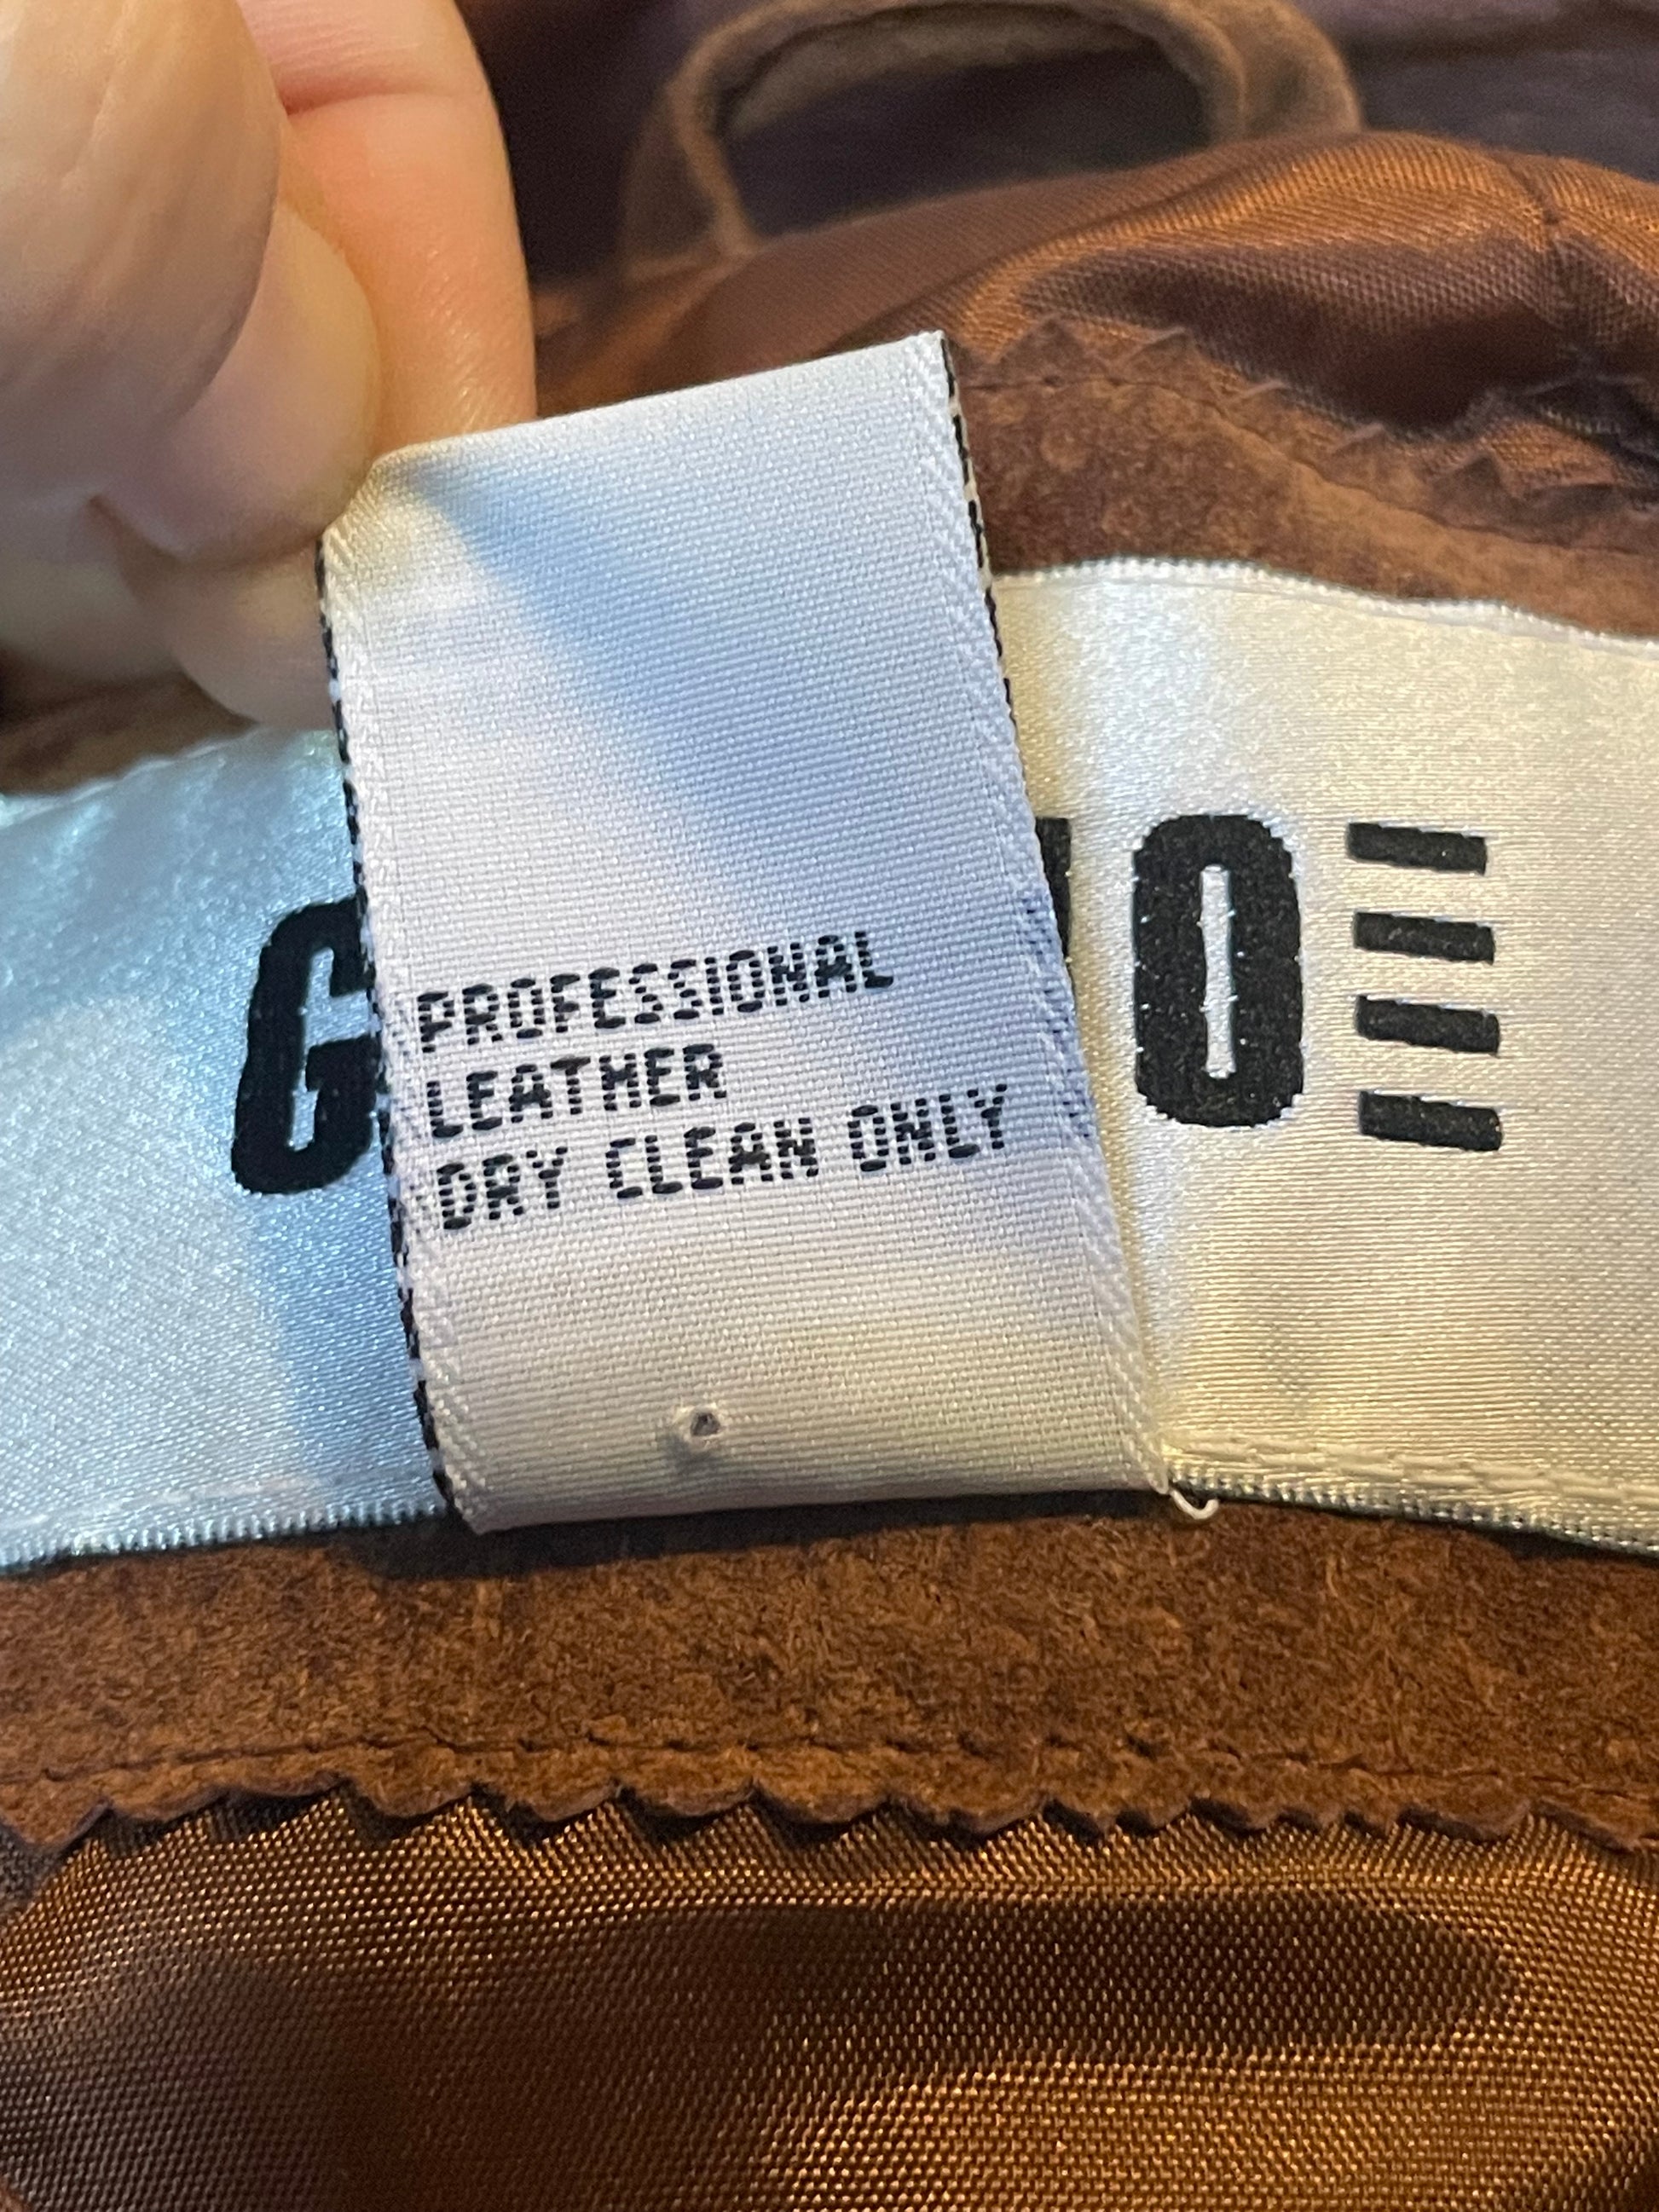 G
O
PROFESSIONAL
LEATHER
DRY CLEAN ONLY